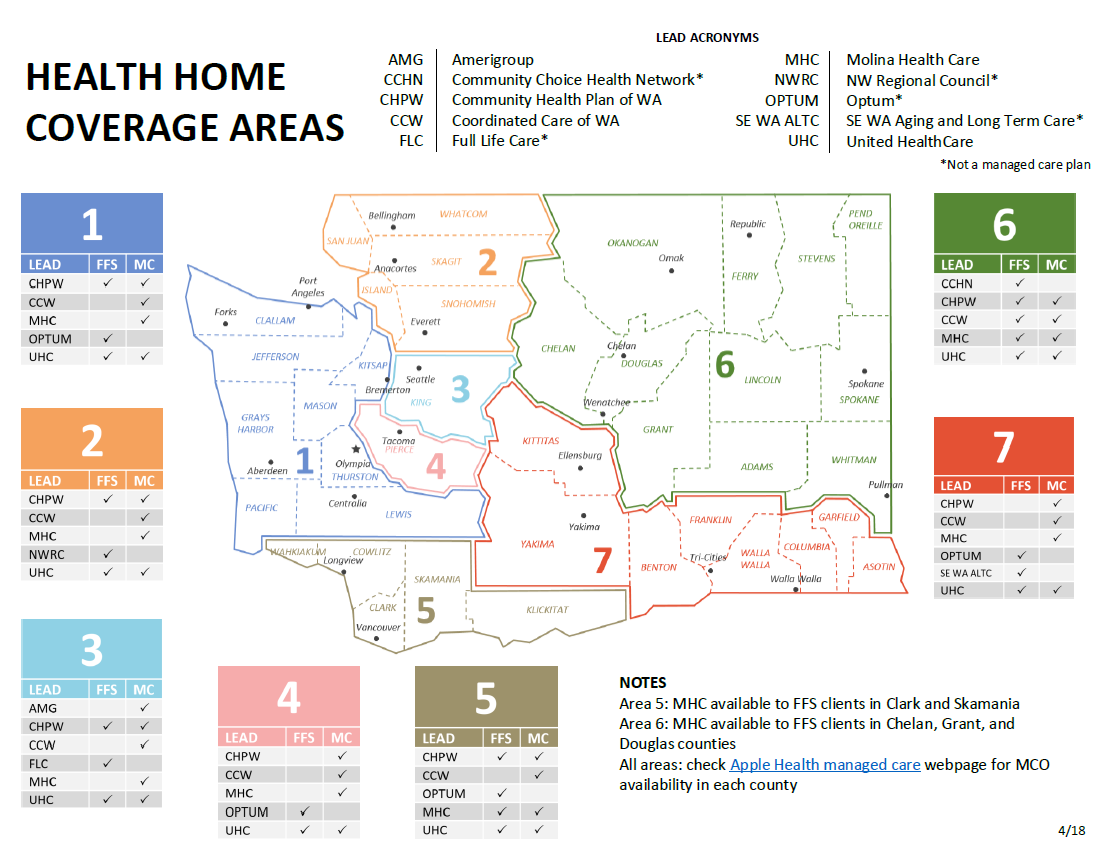 LEAD ACRONYMS
HEALTH HOME
COVERAGE AREAS
AMG Amerigroup
CCHN Community Choice Health Network*
CHPW Community Health Plan of WA
CCW Coordinated Care of WA
FLC Full Life Care*
MHC Molina Health Care
NWRC NW Regional Council*
OPTUM Optum*
SE WA ALTC SE WA Aging and Long Term Care*
UHC United HealthCare
*Not a managed care plan
1
LEAD FFS MC
CHPW ✓ ✓
CCW ✓
MHC ✓
OPTUM ✓
UHC ✓ ✓
2
LEAD FFS MC
CHPW ✓ ✓
CCW ✓
MHC ✓
NWRC ✓
UHC ✓ ✓
3
LEAD FFS MC
AMG ✓
CHPW ✓ ✓
CCW ✓
FLC ✓
MHC ✓
UHC ✓ ✓
4
LEAD FFS MC
CHPW ✓
CCW ✓
MHC ✓
OPTUM ✓
UHC ✓ ✓
5
LEAD FFS MC
CHPW ✓ ✓
CCW ✓
OPTUM ✓
MHC ✓ ✓
UHC ✓ ✓
6
LEAD FFS MC
CCHN ✓
CHPW ✓ ✓
CCW ✓ ✓
MHC ✓ ✓
UHC ✓ ✓
7
LEAD FFS MC
CHPW ✓
CCW ✓
MHC ✓
OPTUM ✓
SE WA ALTC ✓
UHC ✓ ✓
Bellingham
WHATCOM
SAN JUAN
SKAGIT
2
Anacortes
ISLAND
SNOHOMISH
Everett
Port
Angeles
Forks
CLALLAM
JEFFERSON
KITSAP
Bremerton
MASON
GRAYS
HARBOR
Aberdeen
1
Olympia
THURSTON
Centralia
PACIFIC
LEWIS
Seattle
KING
3
Tacoma
PIERCE
4
WAHKIAKUM
COWLITZ
Longview
SKAMANIA
CLARK
5
KLICKITAT
Vancouver
OKANOGAN
Omak
Republic
FERRY
STEVENS
PEND
OREILLE
CHELAN
Chelan
DOUGLAS
6
LINCOLN
Spokane
SPOKANE
Wenatchee
GRANT
ADAMS
WHITMAN
Pullman
KITTITAS
Ellensburg
Yakima
YAKIMA
7
BENTON
FRANKLIN
Tri-Cities
WALLA
WALLA
Walla Walla
COLUMBIA
GARFIELD
ASOTIN
NOTES
Area 5: MHC available to FFS clients in Clark and Skamania
Area 6: MHC available to FFS clients in Chelan, Grant, and
Douglas counties
All areas: check Apple Health managed care webpage for MCO
availability in each county
4/18